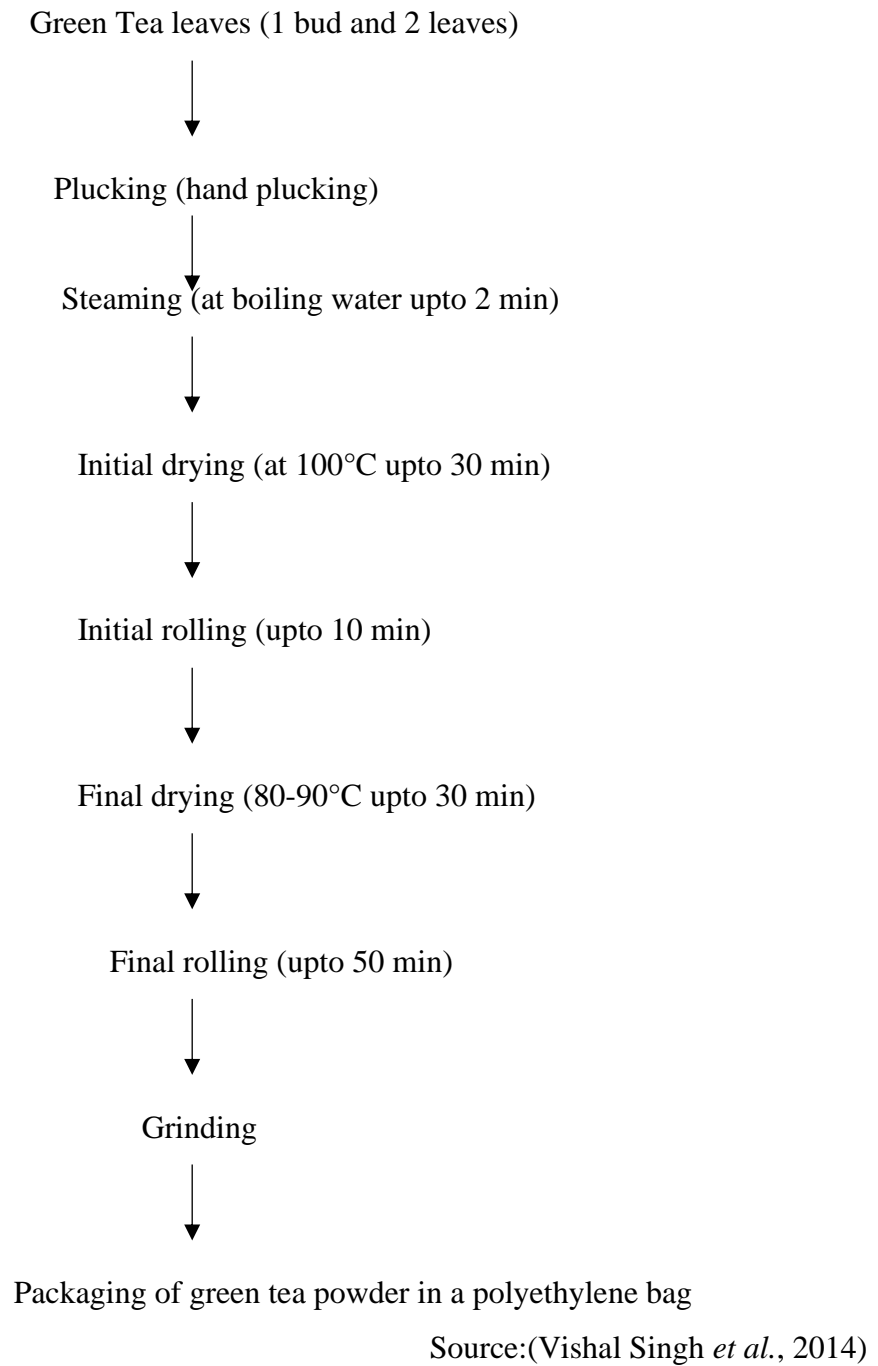 Green Tea leaves (1 bud and 2 leaves)
Plucking (hand plucking)
Steaming (at boiling water upto 2 min)
Initial drying (at 100°C upto 30 min)
Initial rolling (upto 10 min)
Final drying (80-90°C upto 30 min)
Final rolling (upto 50 min)
Grinding
Packaging of green tea powder in a polyethylene bag
Source:(Vishal Singh et al., 2014)